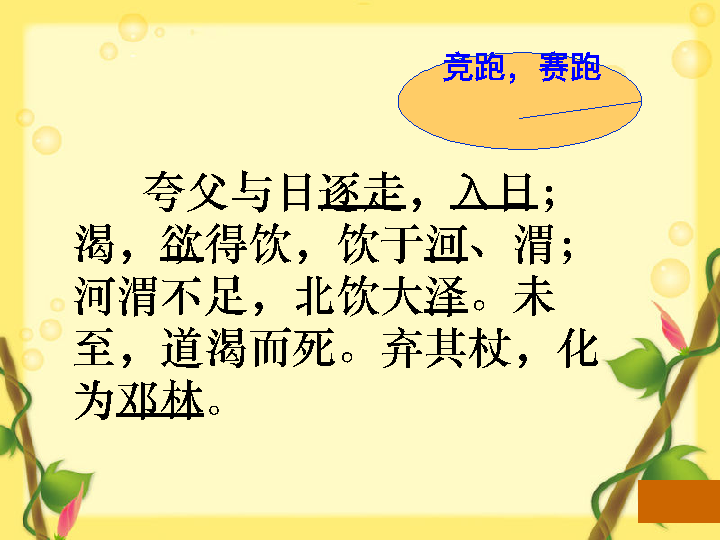 竞跑，赛跑
夸父与日逐走，入日；
渴，欲得饮，饮于河、渭；
河渭不足，北饮大泽。未
至，道渴而死。弃其杖，化
为邓林。